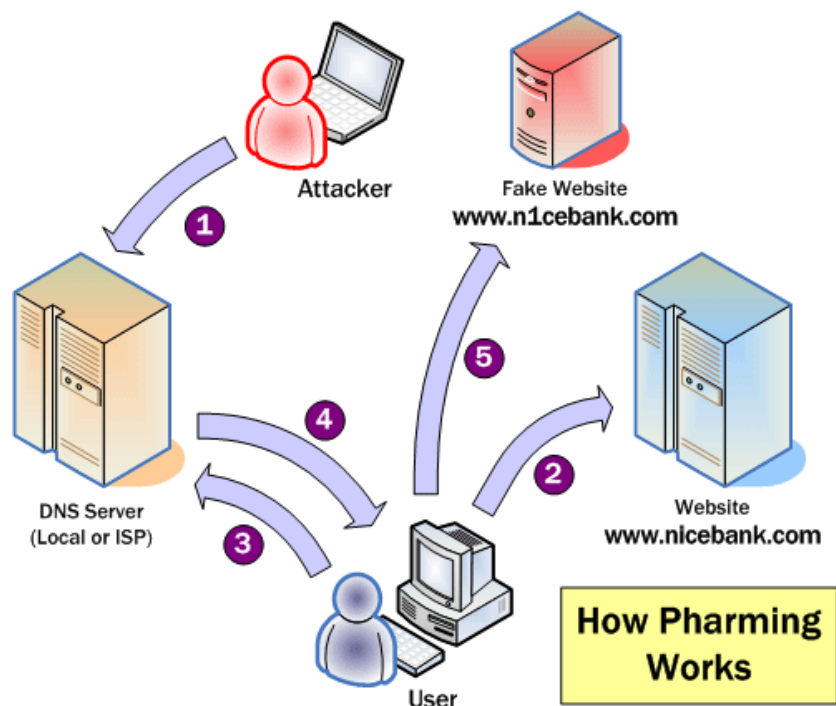 Attacker
Fake Website
www.n1cebank.com
1
5
4
2
DNS Server
(Local or ISP)
3
Website
www.nicebank.com
User
How Pharming
Works